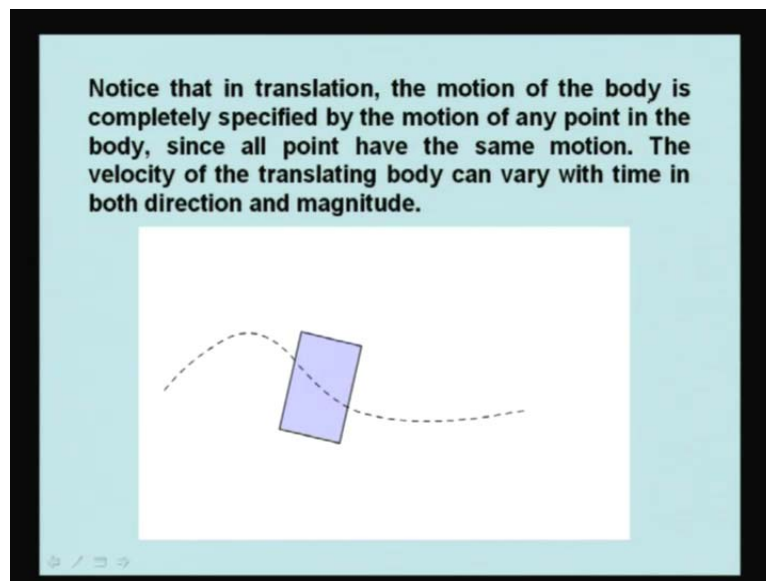 Notice that in translation, the motion of the body is
completely specified by the motion of any point in the
body, since all point have the same motion. The
velocity of the translating body can vary with time in
both direction and magnitude.